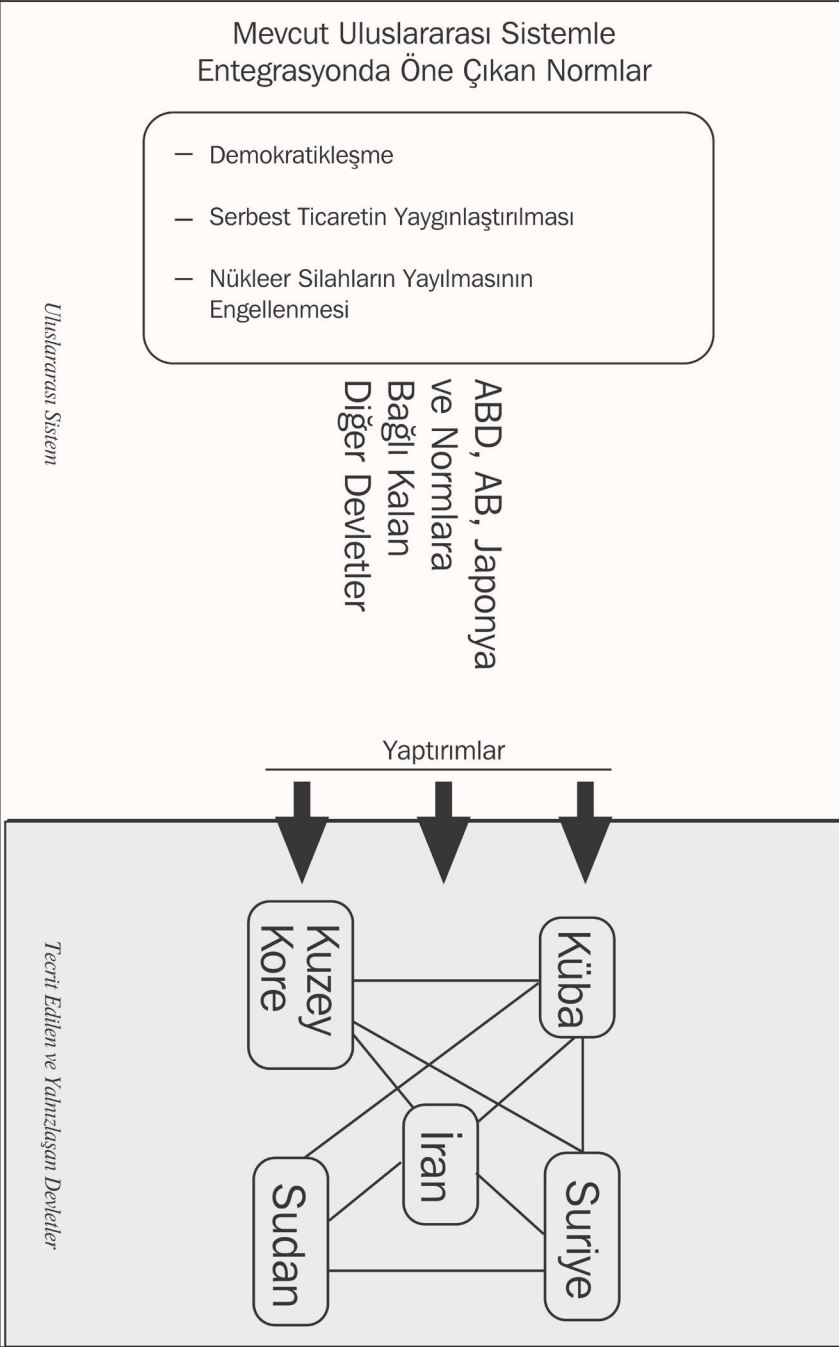 Mevcut Uluslararası Sistemle
Entegrasyonda Öne Çıkan Normlar
– Demokratikleşme
– Serbest Ticaretin Yaygınlaştırılması
– Nükleer Silahların Yayılmasının
Engellenmesi
Uluslararası Sistem
ABD, AB, Japonya
ve Normlara
Bağlı Kalan
Diğer Devletler
Yaptırımlar
Tecrit Edilen ve Yalnızlaşan Devletler
Kuzey
Kore
Küba
İran
Sudan
Suriye